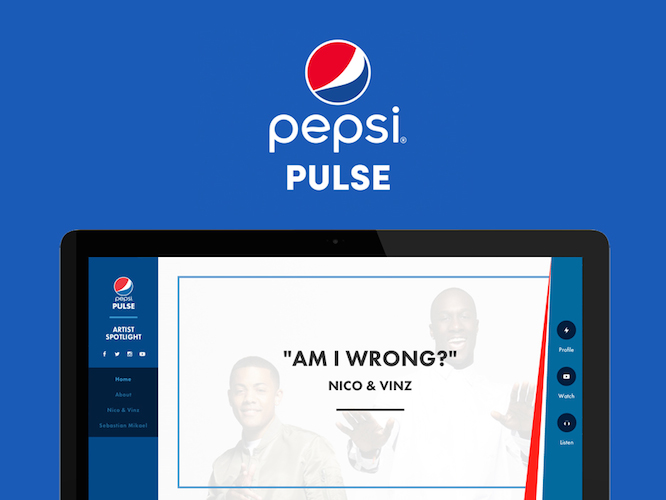 pepsi®
PULSE
pepsi
PULSE
ARTIST
SPOTLIGHT
Home
About
Nico & Vinz
Sebastian Mikael
"AM I WRONG?"
NICO & VINZ
Profile
Watch
Listen